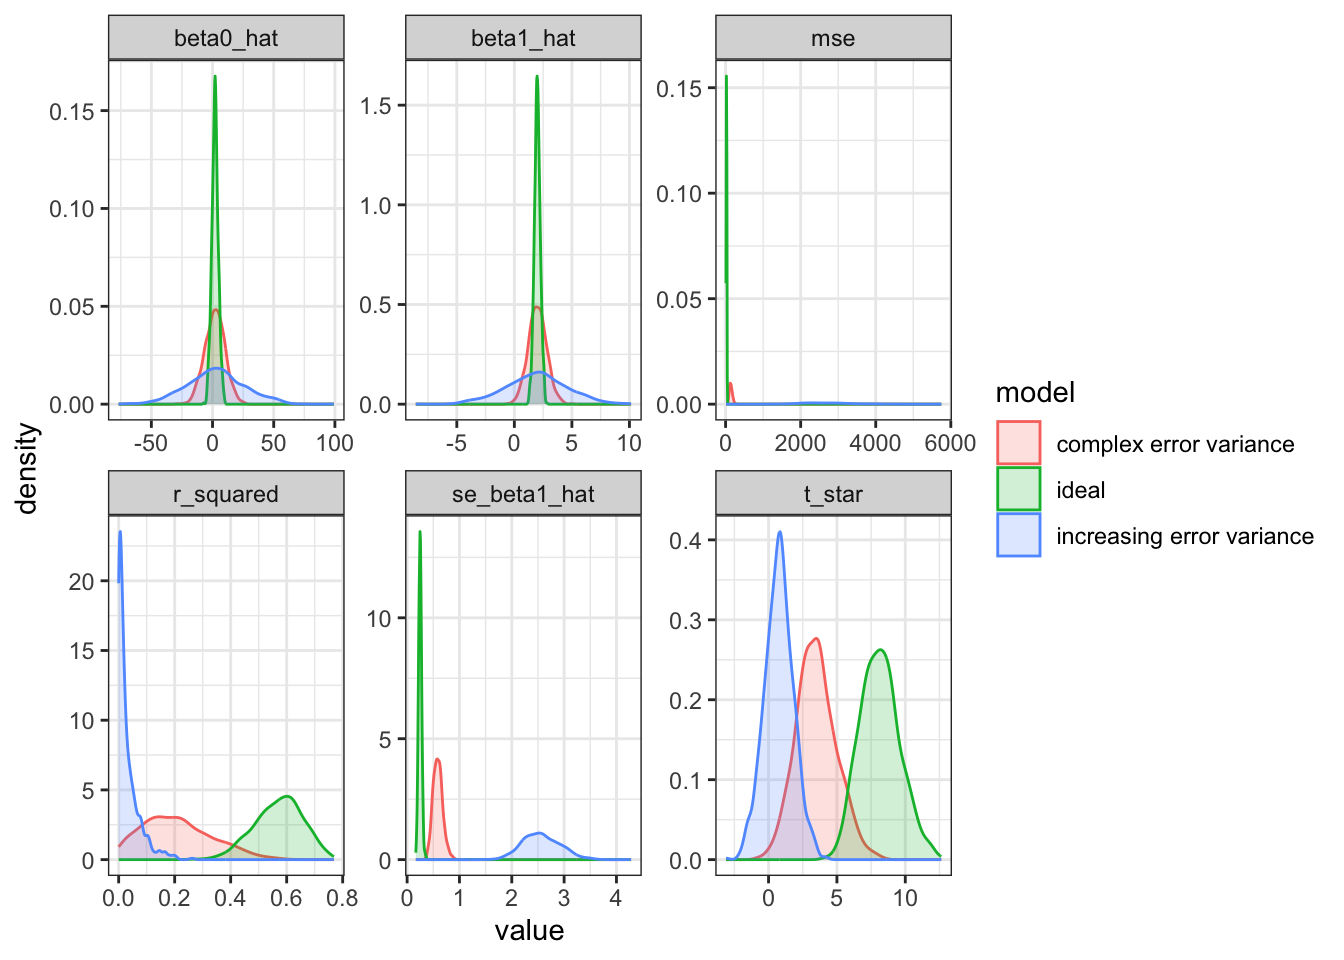 beta0_hat
beta1_hat
mse
0.15
0.10
0.05
0.00
-50 0 50 100
1.5
1.0
0.5
0.0
-5 0 5 10
0.15
0.10
0.05
0.00
0 2000 4000 6000
density
r_squared
se_beta1_hat
t_star
20
15
10
5
0
0.0 0.2 0.4 0.6 0.8
10
5
0
0 1 2 3 4
0.4
0.3
0.2
0.1
0.0
0 5 10
value
model
complex error variance
ideal
increasing error variance